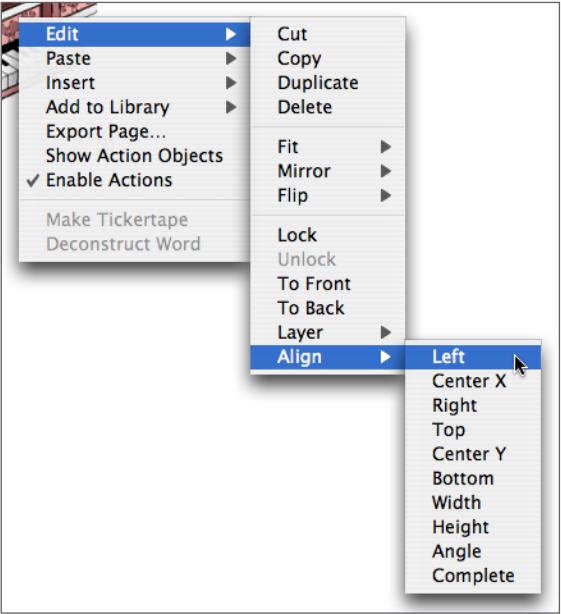 Edit
Paste
Insert
Add to Library
Export Page...
Show Action Objects
Enable Actions
Make Tickertape
Deconstruct Word
Cut
Copy
Duplicate
Delete
Fit
Mirror
Flip
Lock
Unlock
To Front
To Back
Layer
Align
Left
Center X
Right
Top
Center Y
Bottom
Width
Height
Angle
Complete